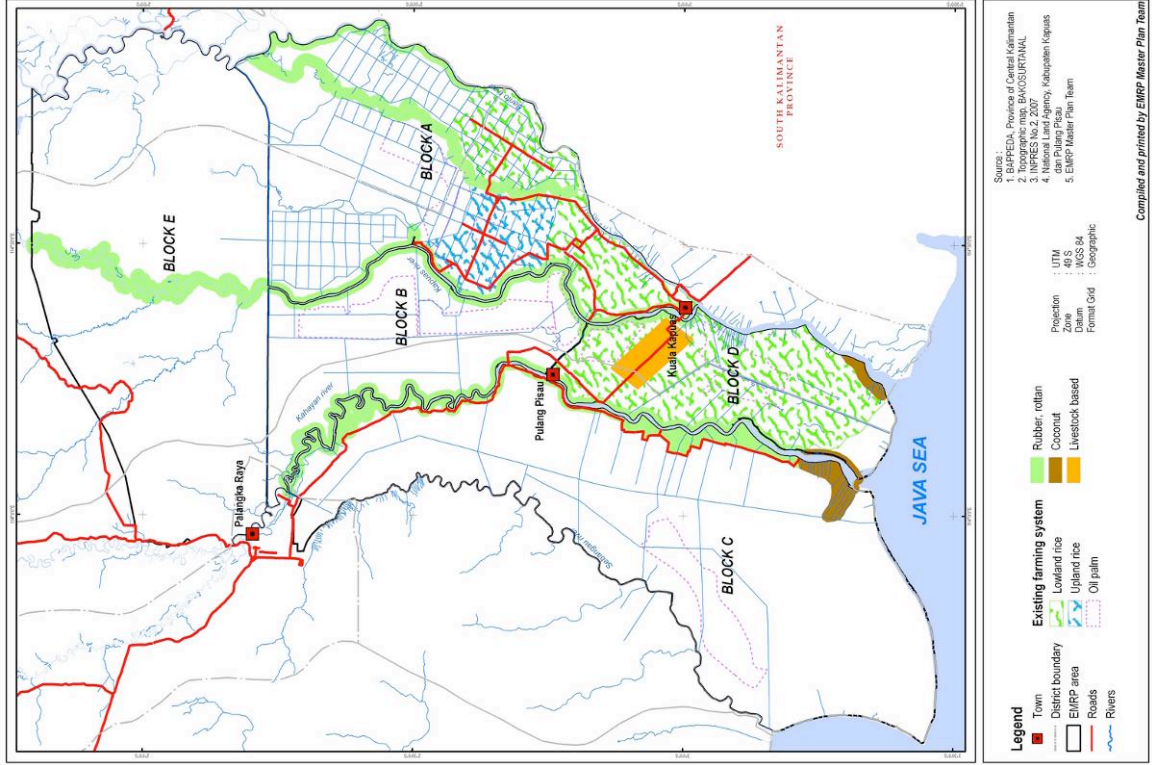 BLOCK E
BLOCK A
BLOCK B
BLOCK C
BLOCK D
Palangka Raya
Pulang Pisau
Kuala Kapuas
Kahayan river
Kapuas river
SOUTH KALIMANTAN
PROVINCE
JAVA SEA
Legend
Town
District boundary
EMRP area
Roads
Rivers
Existing farming system
Lowland rice
Upland rice
Oil palm
Rubber, rottan
Coconut
Livestock based
Projection : UTM
Zone : 49 S
Datum : WGS 84
Format Grid : Geographic
Source :
1. BAPPEDA, Province of Central Kalimantan
2. Topographic map, BAKOSURTANAL
3. INPRES No.2, 2007
4. National Land Agency, Kabupaten Kapuas
dan Pulang Pisau
5. EMRP Master Plan Team
Compiled and printed by EMRP Master Plan Team